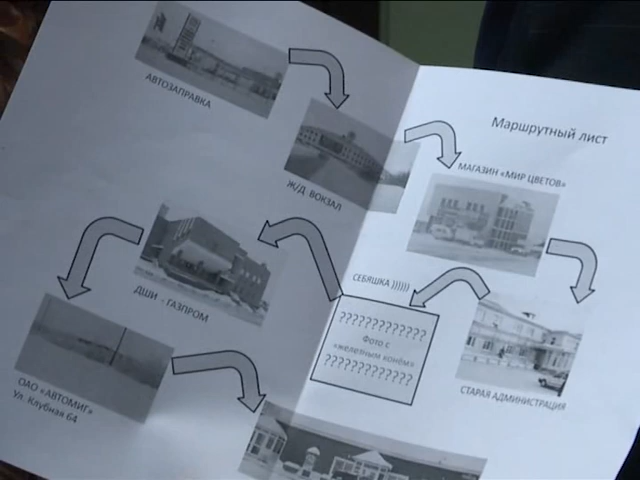 Маршрутный лист
АВТОЗАПРАВКА
Ж/Д ВОКЗАЛ
МАГАЗИН «МИР ЦВЕТОВ»
СТАРАЯ АДМИНИСТРАЦИЯ
СЕБЯШКА )))))
?????????????
Фото с
«железным конём»
?????????????
ДШИ - ГАЗПРОМ
ОАО «АВТОМИГ»
Ул. Клубная 64